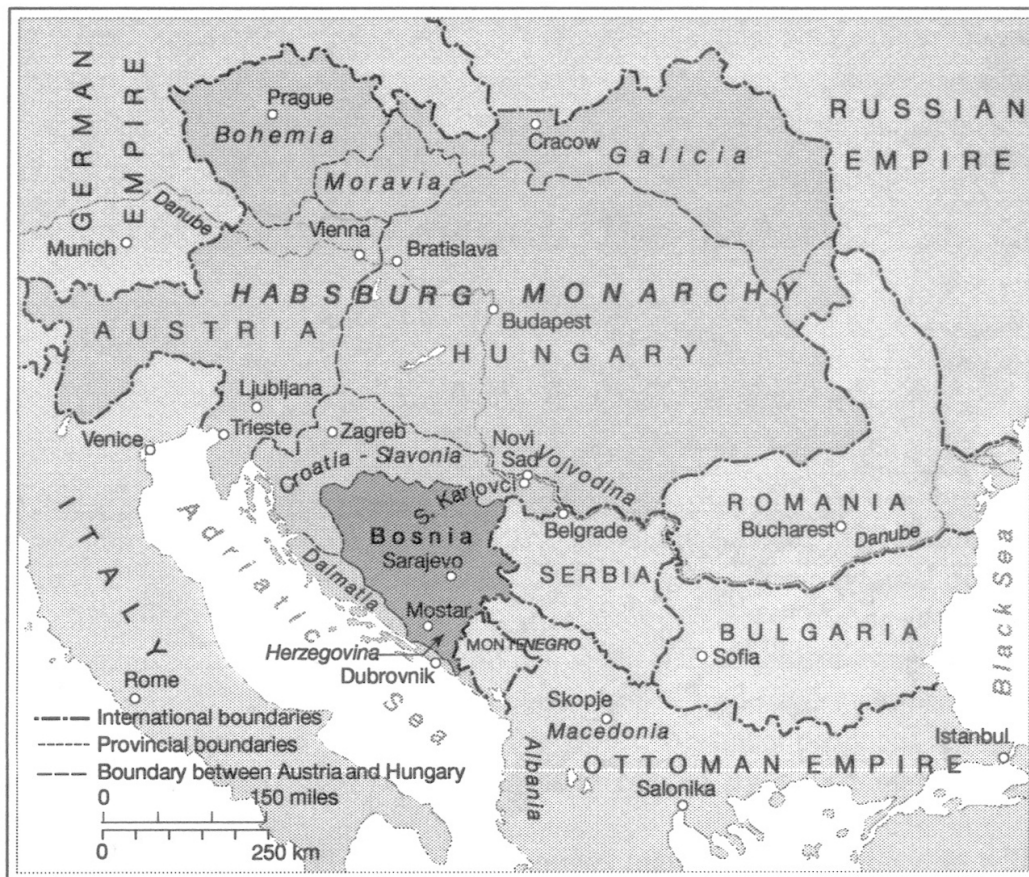 GERMAN
EMPIRE
Prague
Bohemia
Cracow
Galicia
RUSSIAN
EMPIRE
Moravia
Danube
Munich
Vienna
Bratislava
HABSBURG MONARCHY
AUSTRIA
Budapest
HUNGARY
Ljubljana
Venice
Trieste
Zagreb
Croatia - Slavonia
Novi
Sad
Vojvodina
S. Karlovci
ROMANIA
Bucharest
Danube
Belgrade
Bosnia
Sarajevo
SERBIA
ITALY
Adriatic
Sea
Dalmatia
Mostar
Herzegovina
MONTENEGRO
Dubrovnik
BULGARIA
Sofia
Black Sea
Rome
Skopje
Macedonia
Albania
Istanbul
OTTOMAN EMPIRE
Salonika
International boundaries
Provincial boundaries
Boundary between Austria and Hungary
0 150 miles
0 250 km